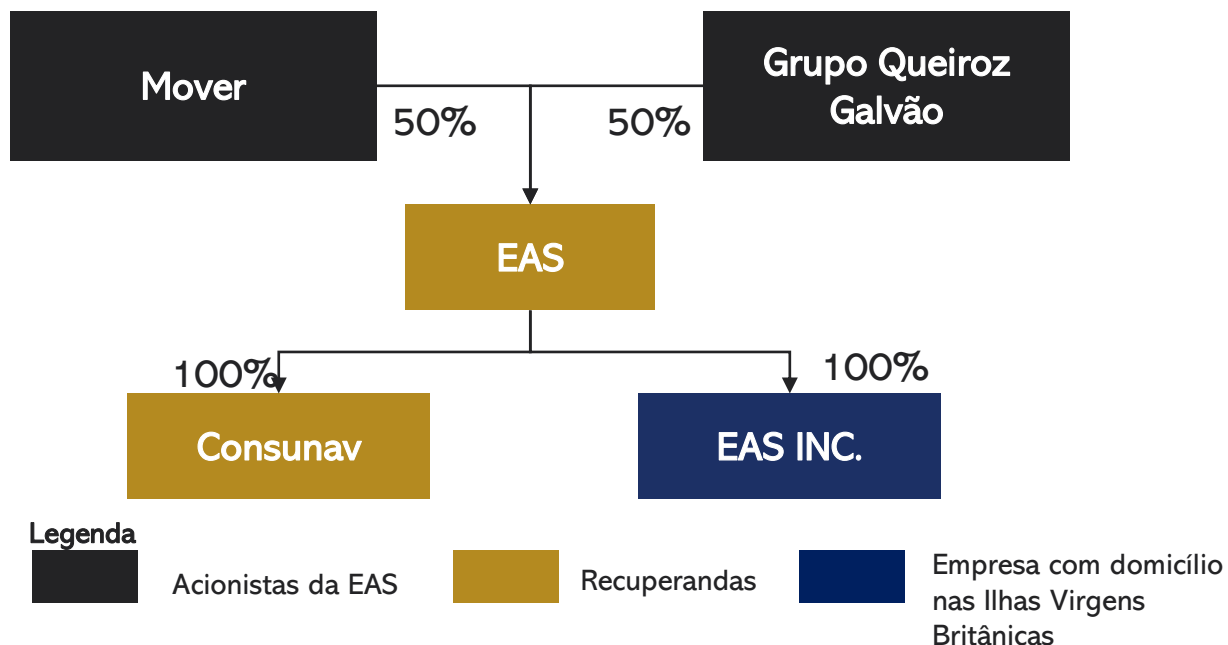 Mover
Grupo Queiroz
Galvão
50%
50%
EAS
100%
100%
Consunav
EAS INC.
Legenda
Acionistas da EAS
Recuperandas
Empresa com domicílio
nas Ilhas Virgens
Britânicas